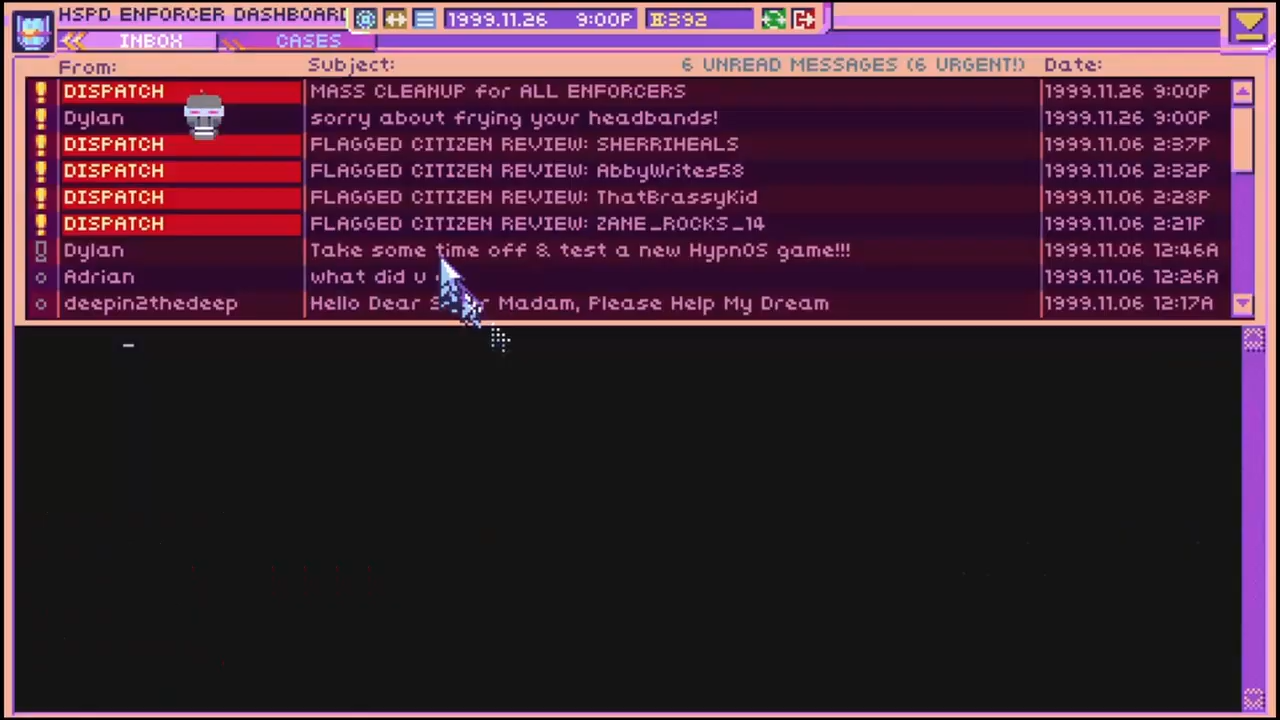 HSPD ENFORCER DASHBOARD 1999.11.26 9:00P 392
INBOX CASES
From: Subject: 6 UNREAD MESSAGES (6 URGENT!) Date:
DISPATCH MASS CLEANUP for ALL ENFORCERS 1999.11.26 9:00P
Dylan sorry about frying your headbands! 1999.11.26 9:00P
DISPATCH FLAGGED CITIZEN REVIEW: SHERRIHEALS 1999.11.06 2:37P
DISPATCH FLAGGED CITIZEN REVIEW: AbbyWrites58 1999.11.06 2:32P
DISPATCH FLAGGED CITIZEN REVIEW: ThatBrassyKid 1999.11.06 2:28P
DISPATCH FLAGGED CITIZEN REVIEW: ZANE_ROCKS_14 1999.11.06 2:21P
Dylan Take some time off & test a new HypnOS game!!! 1999.11.06 12:46A
Adrian what did u 1999.11.06 12:26A
deepin2thedeep Hello Dear Madam, Please Help My Dream 1999.11.06 12:17A